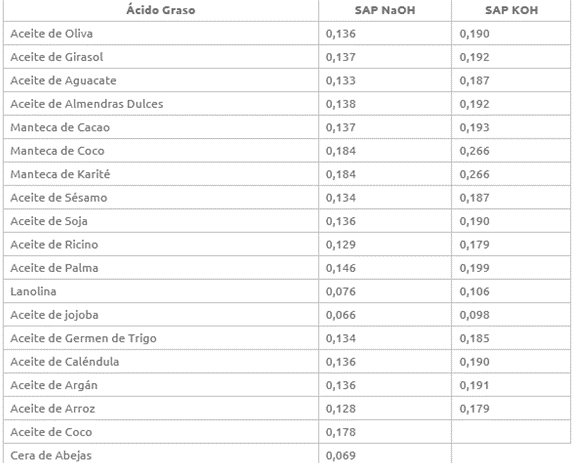 Ácido Graso SAP NaOH SAP KOH
Aceite de Oliva 0,136 0,190
Aceite de Girasol 0,137 0,192
Aceite de Aguacate 0,133 0,187
Aceite de Almendras Dulces 0,138 0,192
Manteca de Cacao 0,137 0,193
Manteca de Coco 0,184 0,266
Manteca de Karité 0,184 0,266
Aceite de Sésamo 0,134 0,187
Aceite de Soja 0,136 0,190
Aceite de Ricino 0,129 0,179
Aceite de Palma 0,146 0,199
Lanolina 0,076 0,106
Aceite de jojoba 0,066 0,098
Aceite de Germen de Trigo 0,134 0,185
Aceite de Caléndula 0,136 0,190
Aceite de Argán 0,136 0,191
Aceite de Arroz 0,128 0,179
Aceite de Coco 0,178
Cera de Abejas 0,069